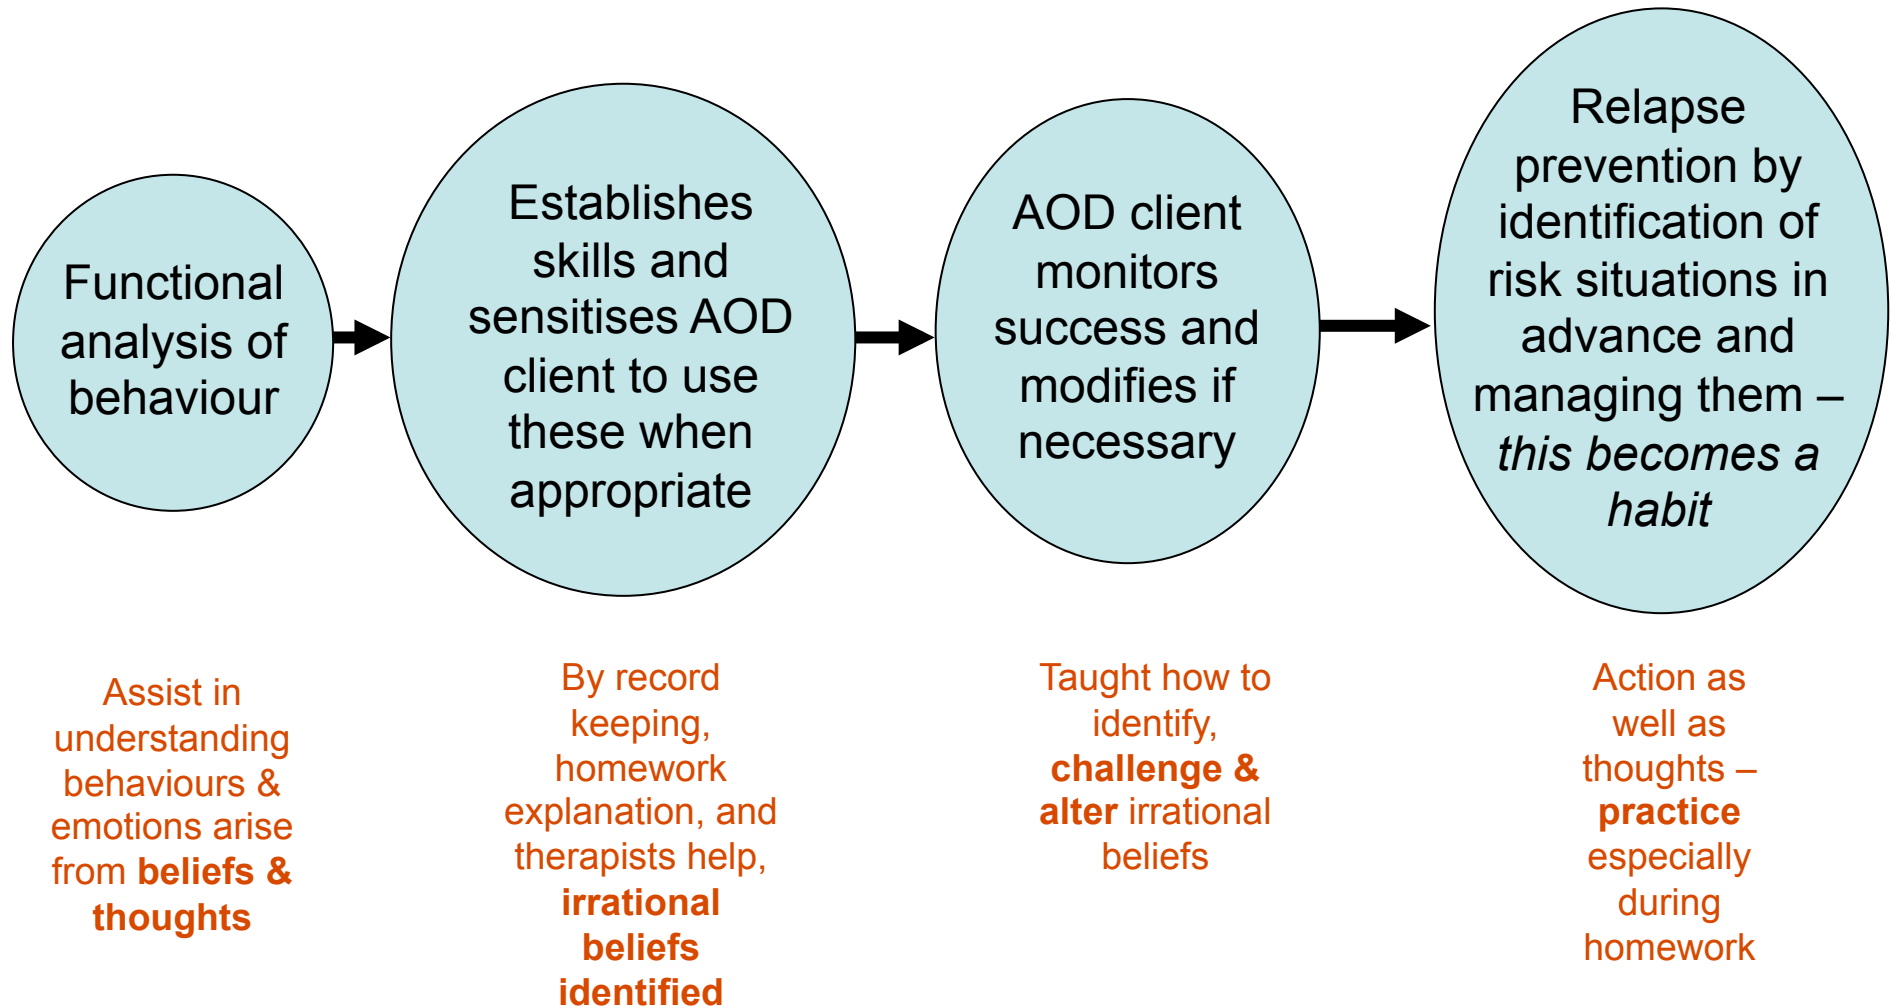 Functional
analysis of
behaviour
Establishes
skills and
sensitises AOD
client to use
these when
appropriate
AOD client
monitors
success and
modifies if
necessary
Relapse
prevention by
identification of
risk situations in
advance and
managing them –
this becomes a
habit
Assist in
understanding
behaviours &
emotions arise
from beliefs &
thoughts
By record
keeping,
homework
explanation, and
therapists help,
irrational
beliefs
identified
Taught how to
identify,
challenge &
alter irrational
beliefs
Action as
well as
thoughts –
practice
especially
during
homework